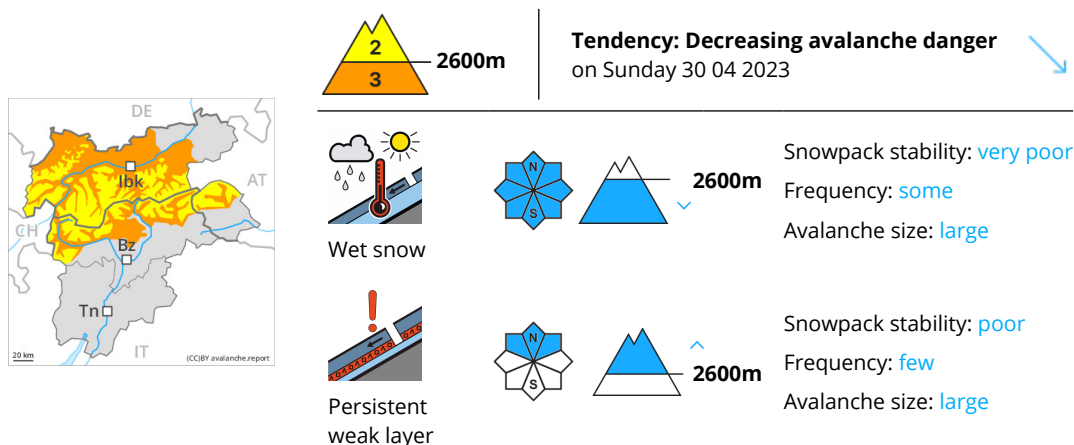 2
3
2600m
Tendency: Decreasing avalanche danger
on Sunday 30 04 2023
DE
AT
CH
IT
Ibk
Bz
Tn
20 km
(CC)BY avalanche.report
Wet snow
N
S
2600m
Snowpack stability: very poor
Frequency: some
Avalanche size: large
Persistent
weak layer
N
S
2600m
Snowpack stability: poor
Frequency: few
Avalanche size: large